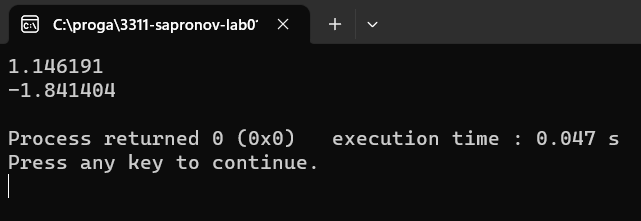 C:\proga\3311-sapronov-lab0
1.146191
-1.841404
Process returned 0 (0x0)   execution time : 0.047 s
Press any key to continue.